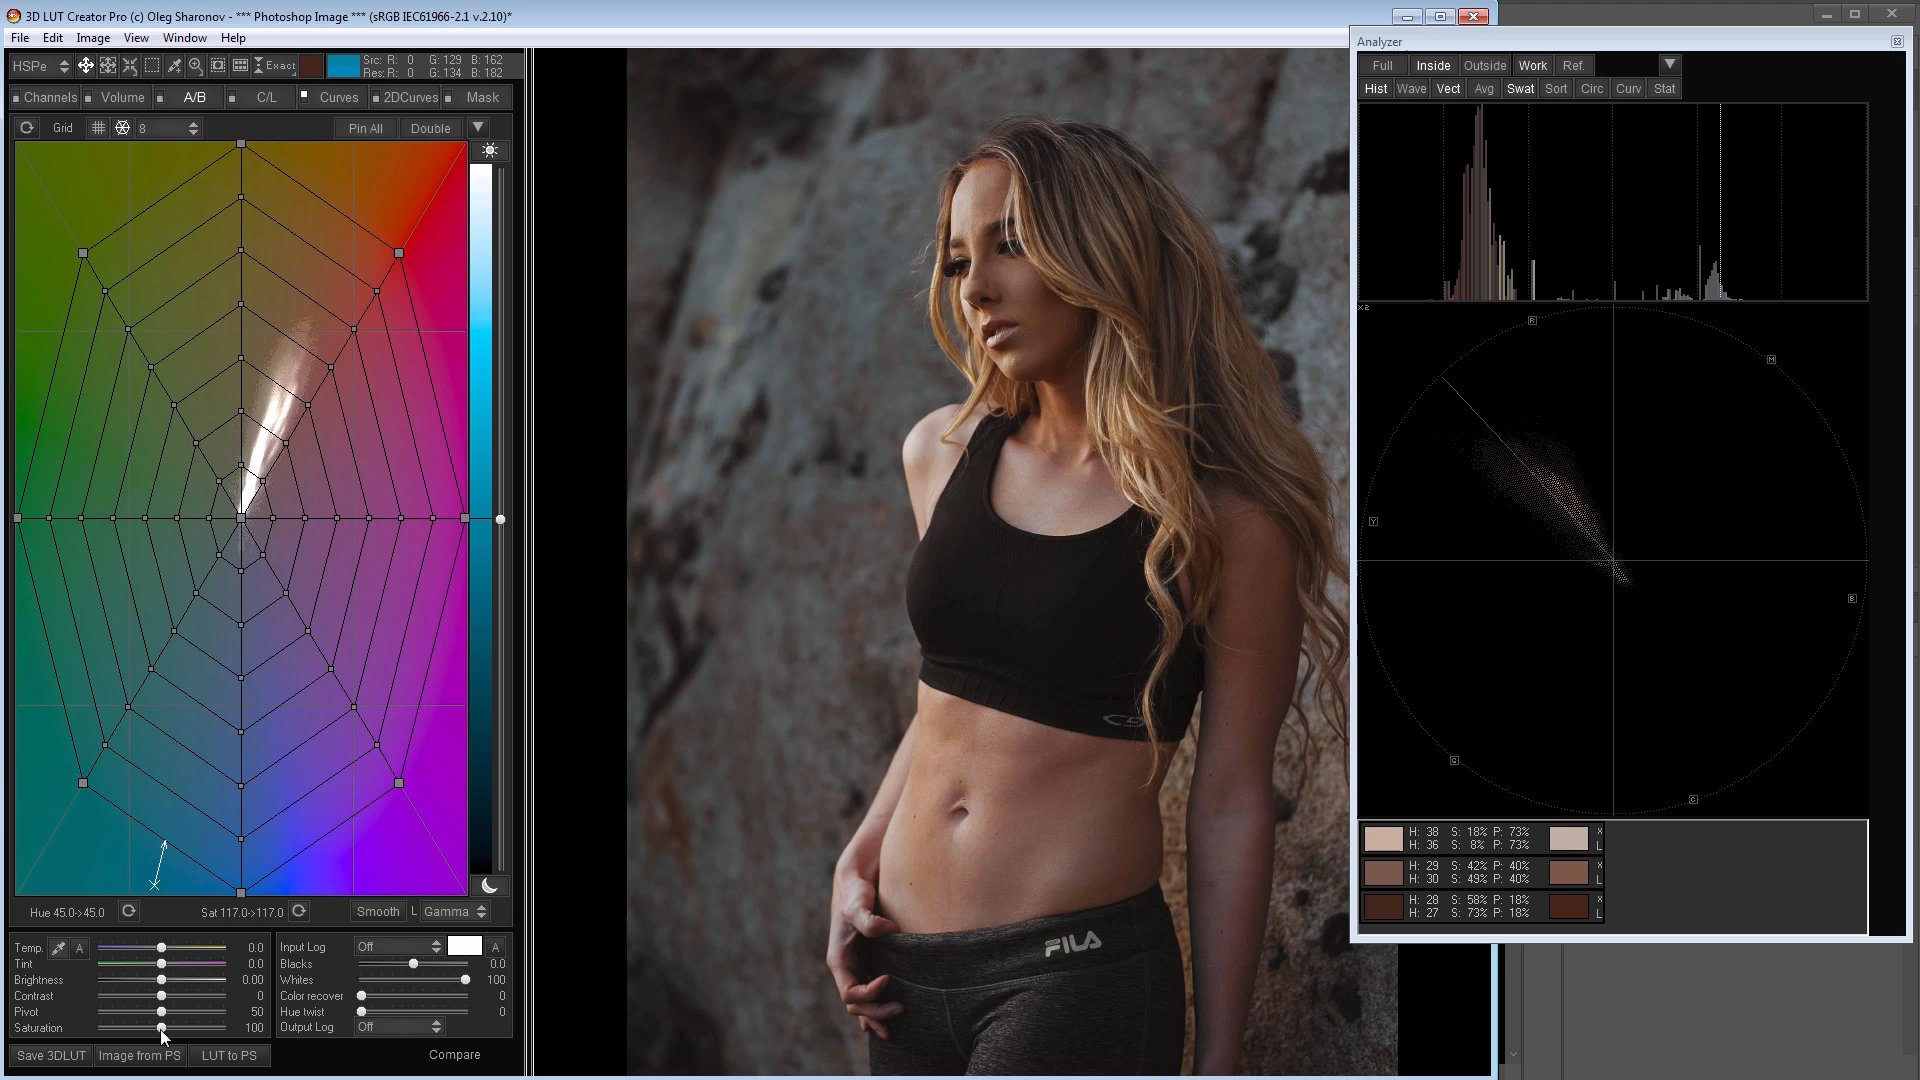 3D LUT Creator Pro (c) Oleg Sharonov - *** Photoshop Image *** (sRGB IEC61966-2.1 v.2.10)*
File Edit Image View Window Help
HSPe Exact Src: R: 0 G: 129 B: 162
Res: R: 0 G: 134 B: 182
Channels Volume A/B C/L Curves 2DCurves Mask
Grid 8 Pin All Double
Hue 45.0->45.0 Sat 117.0->117.0 Smooth L Gamma
Temp. A 0.0
Tint 0.0
Brightness 0.00
Contrast 0
Pivot 50
Saturation 100
Input Log Off A
Blacks 0.0
Whites 100
Color recover 0
Hue twist 0
Output Log Off
Save 3DLUT Image from PS LUT to PS Compare
FILA
Analyzer
Full Inside Outside Work Ref.
Hist Wave Vect Avg Swat Sort Circ Curv Stat
X2
R
M
Y
B
G
C
H: 38 S: 18% P: 73% X
H: 36 S: 8% P: 73% L
H: 29 S: 42% P: 40% X
H: 30 S: 49% P: 40% L
H: 28 S: 58% P: 18% X
H: 27 S: 73% P: 18% L